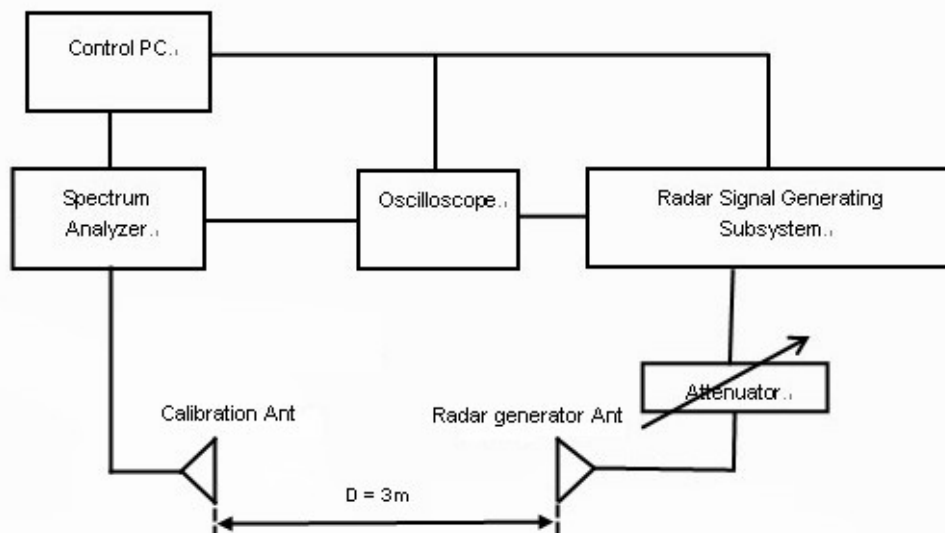 Control PC.
Spectrum
Analyzer.
Oscilloscope.
Radar Signal Generating
Subsystem.
Attenuator.
Calibration Ant
Radar generator Ant
D = 3m